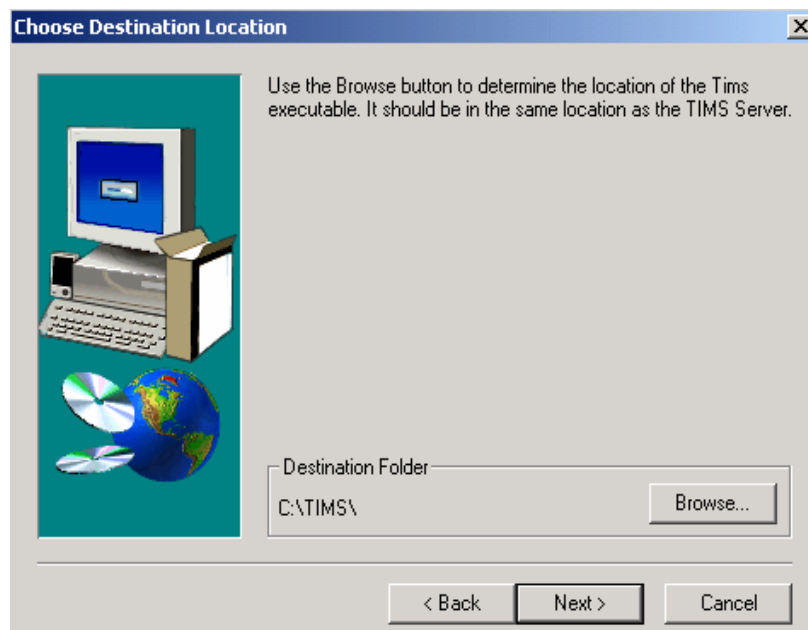 Choose Destination Location
Use the Browse button to determine the location of the Tims
executable. It should be in the same location as the TIMS Server.
Destination Folder
C:\TIMS\
Browse...
< Back
Next >
Cancel